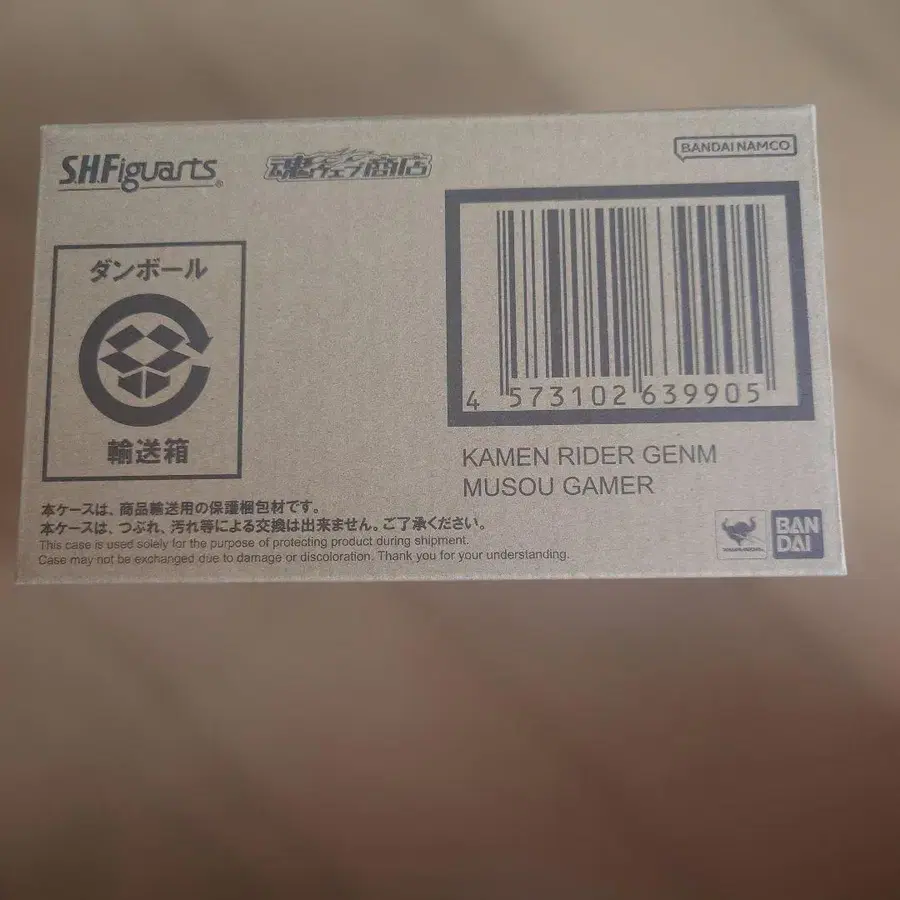 S.H.Figuarts
魂ウェブ商店
BANDAI NAMCO
ダンボール
輸送箱
4 573102 639905
KAMEN RIDER GENM
MUSOU GAMER
本ケースは、商品輸送用の保護梱包材です。
本ケースは、つぶれ、汚れ等による交換は出来ません。ご了承ください。
This case is used solely for the purpose of protecting product during shipment.
Case may not be exchanged due to damage or discoloration. Thank you for your understanding.
BAN
DAI